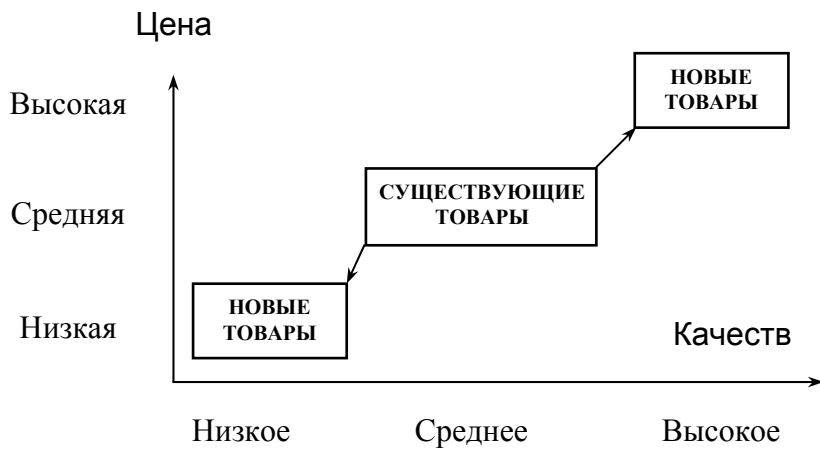 Цена
Высокая
НОВЫЕ
ТОВАРЫ
Средняя
СУЩЕСТВУЮЩИЕ
ТОВАРЫ
Низкая
НОВЫЕ
ТОВАРЫ
Качеств
Низкое
Среднее
Высокое